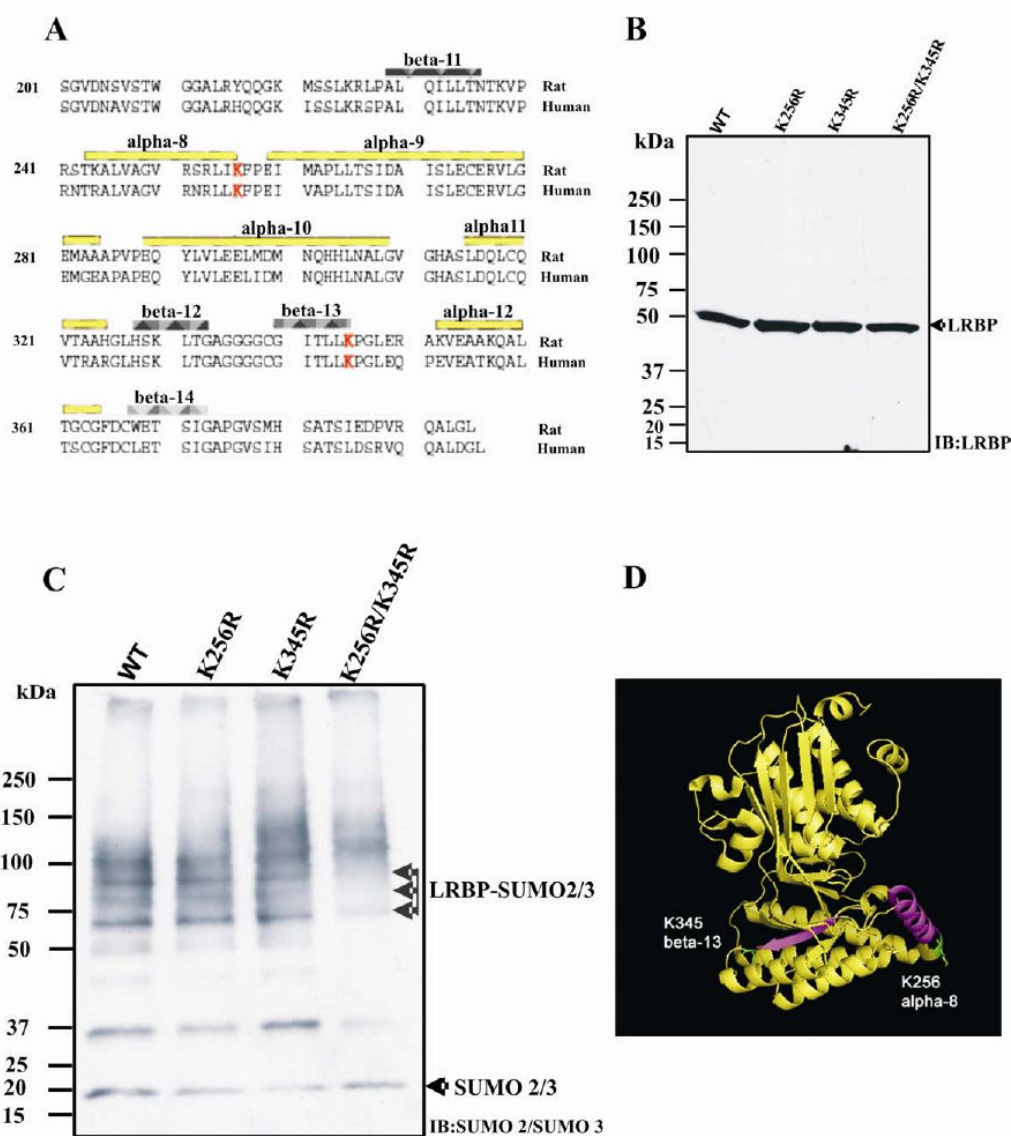 A
beta-11
201 SGVDNSVSTW GGALRYQQGK MSSLKRLPAL QILLTNTKVP Rat
SGVDNAVSTW GGALRHQQGK ISSLKRSPAL QILLTNTKVP Human
alpha-8 alpha-9
241 RSTKALVAGV RSRLIKFPEI MAPLLTSIDA ISLECERVLG Rat
RNTRALVAGV RNRLLKFPEI VAPLLTSIDA ISLECERVLG Human
alpha-10 alpha11
281 EMAAAPVPEQ YLVLEELMDM NQHHLNALGV GHASLDQLCQ Rat
EMGEAPAPEQ YLVLEELIDM NQHHLNALGV GHASLDQLCQ Human
beta-12 beta-13 alpha-12
321 VTAAHGLHSK LTGAGGGGCG ITLLKPGLER AKVEAAKQAL Rat
VTRARGLHSK LTGAGGGGCG ITLLKPGLEQ PEVEATKQAL Human
beta-14
361 TGCGFDCWET SIGAPGVSMH SATSIEDPVR QALGL Rat
TSCGFDCLET SIGAPGVSIH SATSLDSRVQ QALDGL Human
B
WT K256R K345R K256R/K345R
kDa
250
150
100
75
50
LRBP
37
25
20
15
IB:LRBP
C
WT K256R K345R K256R/K345R
kDa
250
150
100
LRBP-SUMO2/3
75
50
37
25
20
SUMO 2/3
15
IB:SUMO 2/SUMO 3
D
K345
beta-13
K256
alpha-8